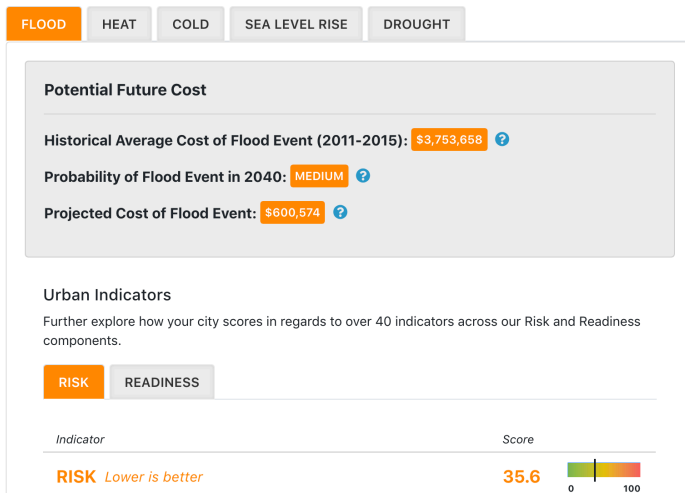 FLOOD HEAT COLD SEA LEVEL RISE DROUGHT
Potential Future Cost
Historical Average Cost of Flood Event (2011-2015): $3,753,658 ?
Probability of Flood Event in 2040: MEDIUM ?
Projected Cost of Flood Event: $600,574 ?
Urban Indicators
Further explore how your city scores in regards to over 40 indicators across our Risk and Readiness
components.
RISK READINESS
Indicator Score
RISK Lower is better 35.6
0 100